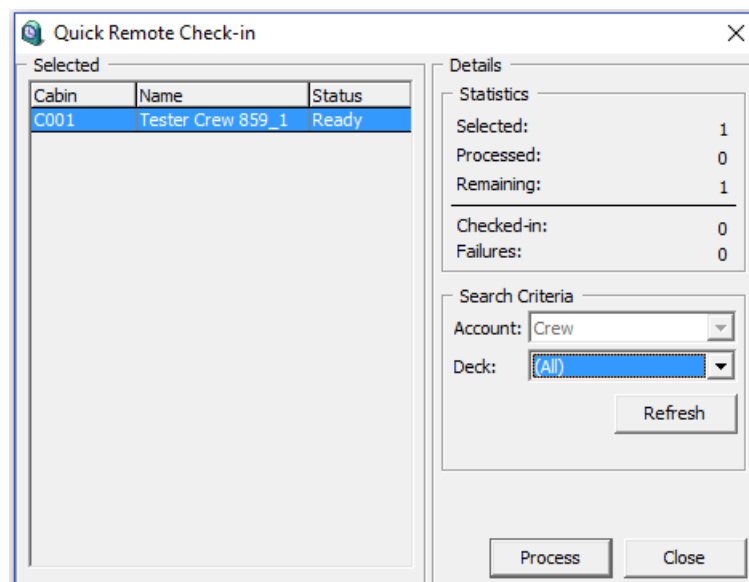 Quick Remote Check-in
Selected
Cabin Name Status
C001 Tester Crew 859_1 Ready
Details
Statistics
Selected: 1
Processed: 0
Remaining: 1
Checked-in: 0
Failures: 0
Search Criteria
Account: Crew
Deck: (All)
Refresh
Process Close